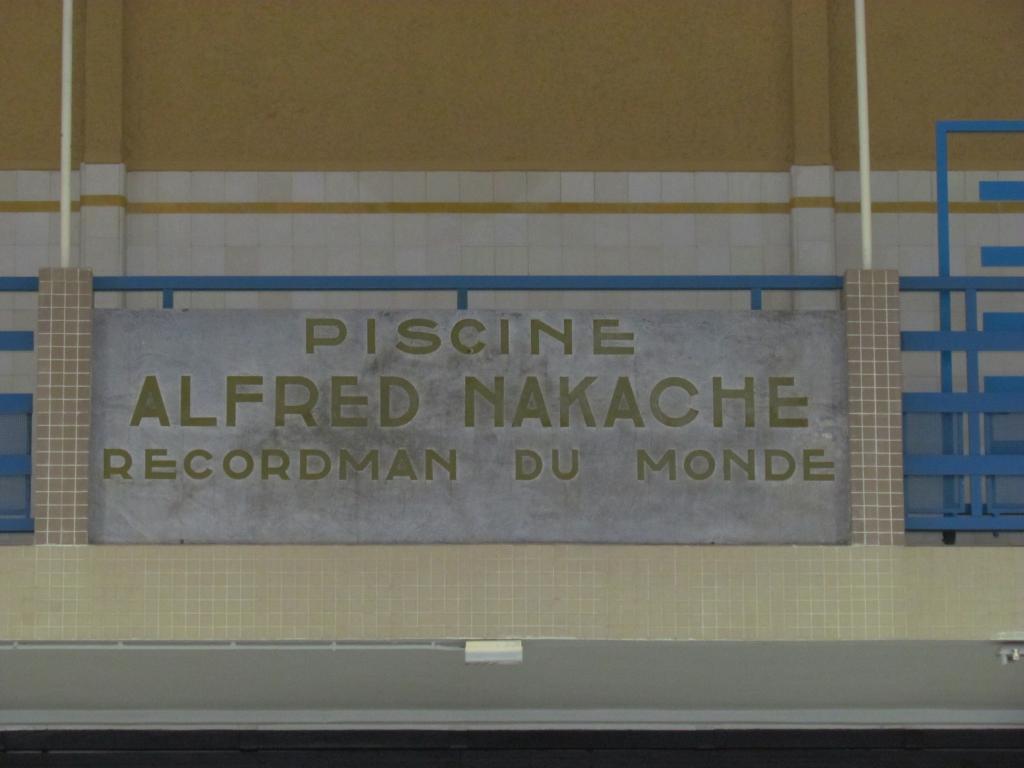 PISCINE
ALFRED NAKACHE
RECORDMAN DU MONDE